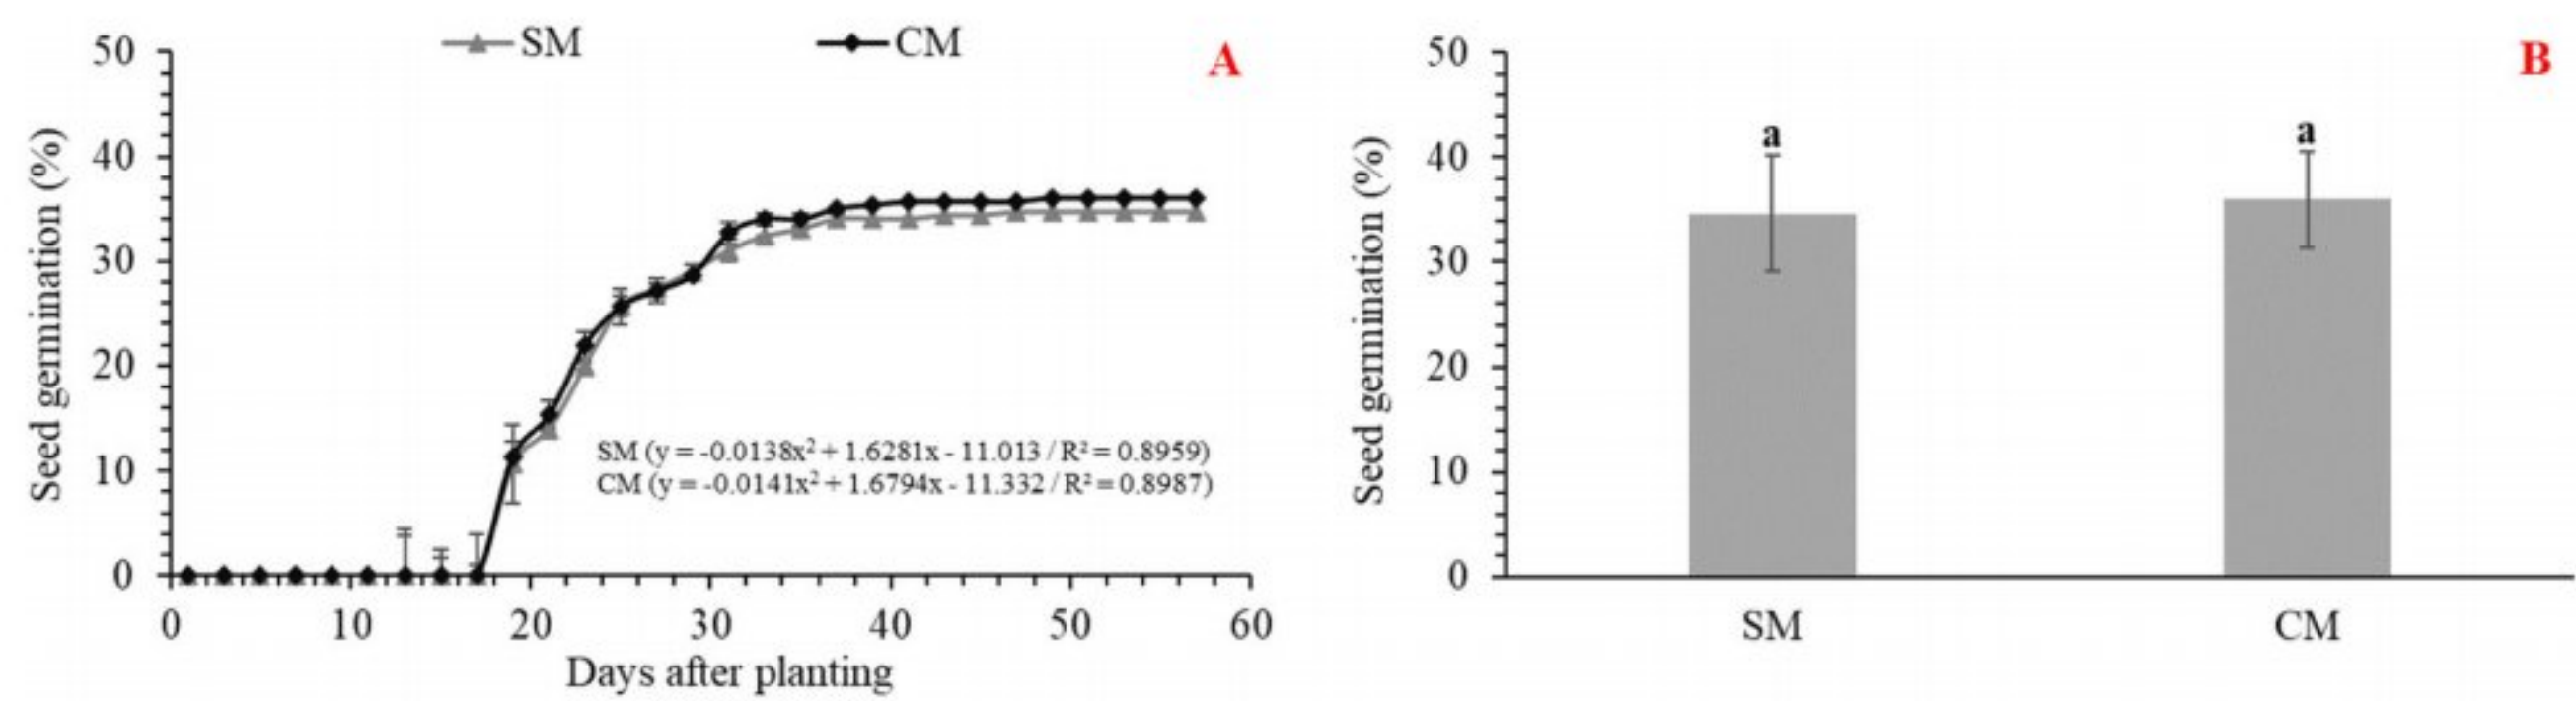 SM CM A
50
40
30
20
10
0
Seed germination (%)
SM (y = -0.0138x² + 1.6281x - 11.013 / R² = 0.8959)
CM (y = -0.0141x² + 1.6794x - 11.332 / R² = 0.8987)
0 10 20 30 40 50 60
Days after planting
B
50
40
30
20
10
0
Seed germination (%)
a a
SM CM